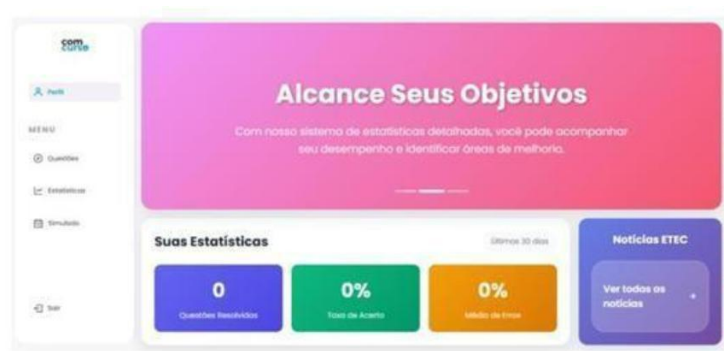 com
curso
Perfil
MENU
Questões
Estatísticas
Simulado
Sair
Alcance Seus Objetivos
Com nosso sistema de estatísticas detalhadas, você pode acompanhar
seu desempenho e identificar áreas de melhoria.
Suas Estatísticas
Últimos 30 dias
0
Questões Resolvidas
0%
Taxa de Acerto
0%
Média de Erros
Notícias ETEC
Ver todas as
notícias